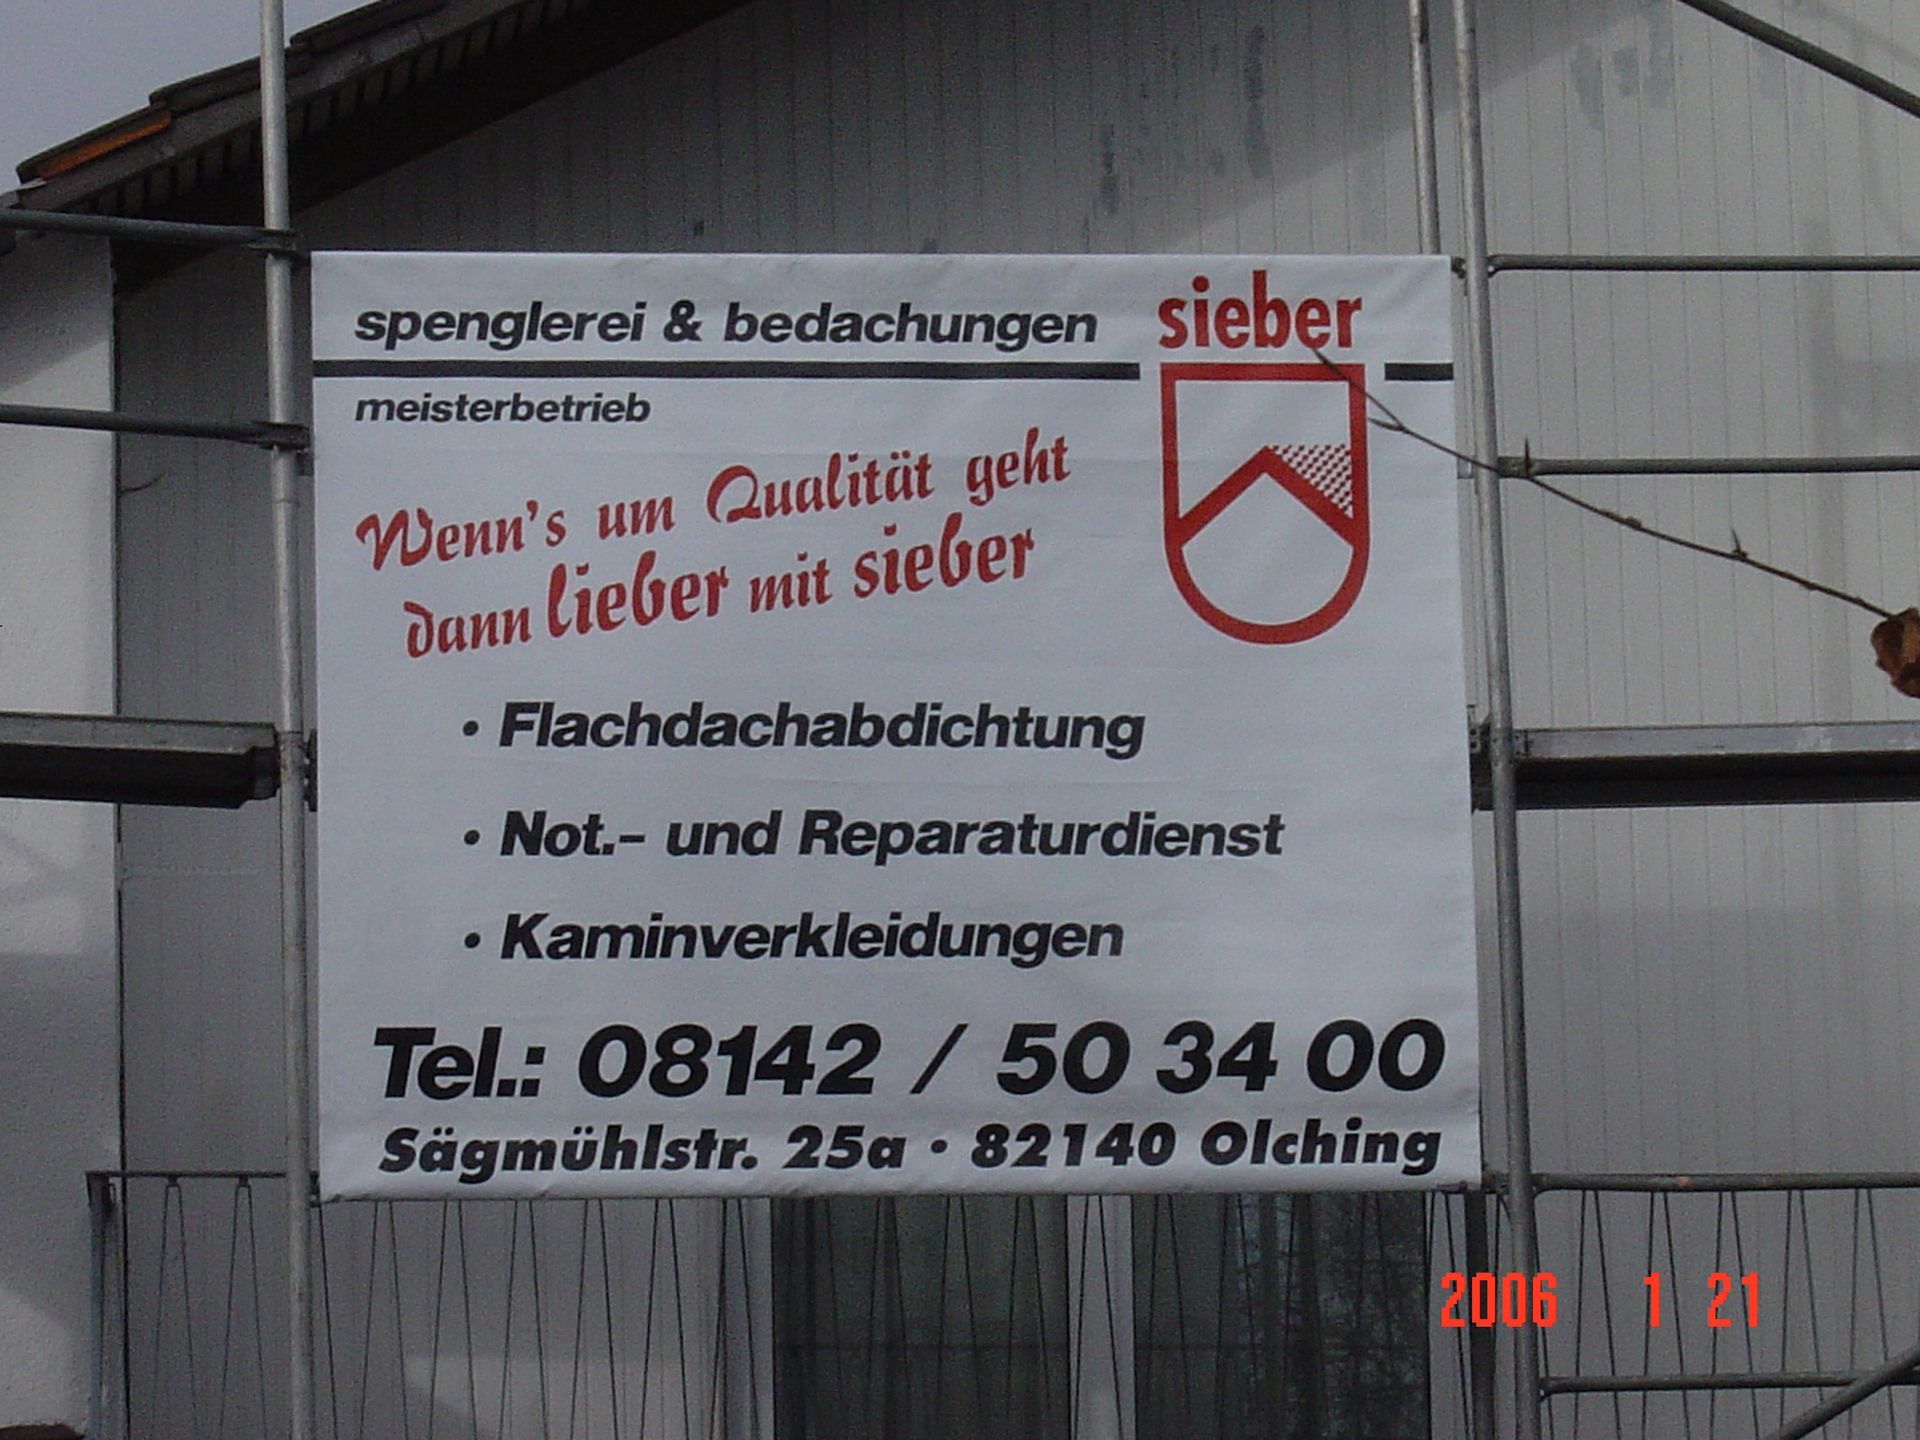 spenglerei & bedachungen sieber
meisterbetrieb
Wenn's um Qualität geht
dann lieber mit sieber
• Flachdachabdichtung
• Not.- und Reparaturdienst
• Kaminverkleidungen
Tel.: 08142 / 50 34 00
Sägmühlstr. 25a • 82140 Olching
2006 1 21